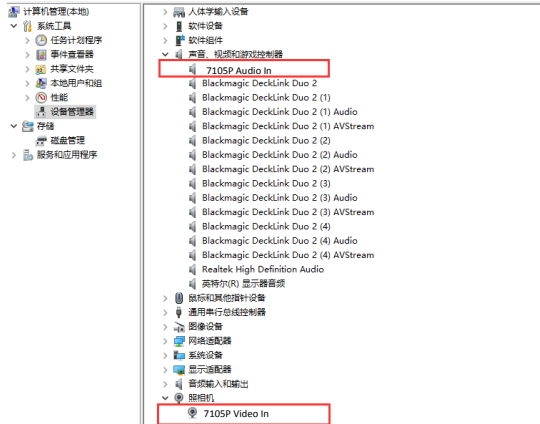 计算机管理(本地)
系统工具
任务计划程序
事件查看器
共享文件夹
本地用户和组
性能
设备管理器
存储
磁盘管理
服务和应用程序
人体学输入设备
软件设备
软件组件
声音、视频和游戏控制器
7105P Audio In
Blackmagic DeckLink Duo 2
Blackmagic DeckLink Duo 2 (1)
Blackmagic DeckLink Duo 2 (1) Audio
Blackmagic DeckLink Duo 2 (1) AVStream
Blackmagic DeckLink Duo 2 (2)
Blackmagic DeckLink Duo 2 (2) Audio
Blackmagic DeckLink Duo 2 (2) AVStream
Blackmagic DeckLink Duo 2 (3)
Blackmagic DeckLink Duo 2 (3) Audio
Blackmagic DeckLink Duo 2 (3) AVStream
Blackmagic DeckLink Duo 2 (4)
Blackmagic DeckLink Duo 2 (4) Audio
Blackmagic DeckLink Duo 2 (4) AVStream
Realtek High Definition Audio
英特尔(R) 显示器音频
鼠标和其他指针设备
通用串行总线控制器
图像设备
网络适配器
系统设备
显示适配器
音频输入和输出
照相机
7105P Video In